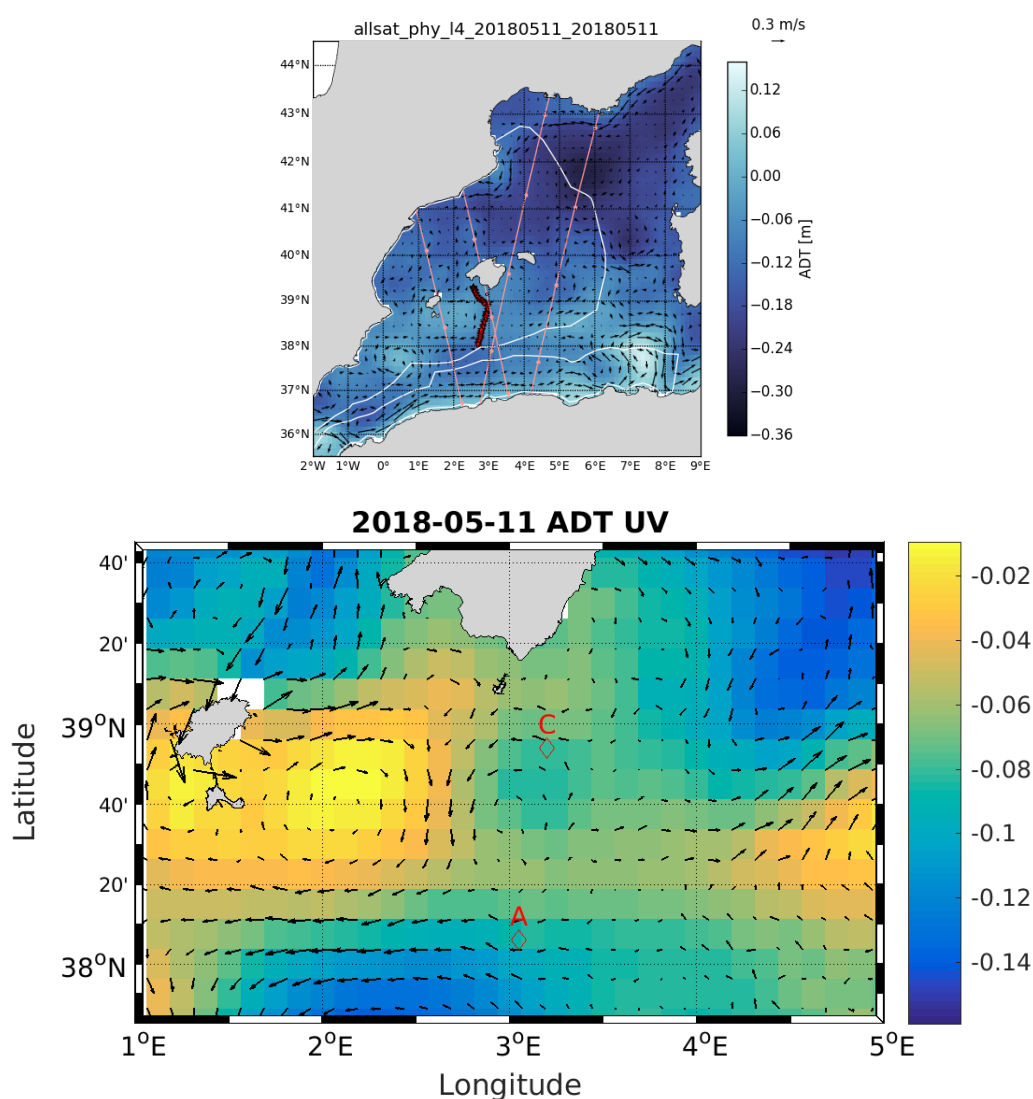 allsat_phy_l4_20180511_20180511
0.3 m/s
44°N
43°N
42°N
41°N
40°N
39°N
38°N
37°N
36°N
2°W 1°W 0° 1°E 2°E 3°E 4°E 5°E 6°E 7°E 8°E 9°E
0.12
0.06
0.00
−0.06
−0.12
−0.18
−0.24
−0.30
−0.36
ADT [m]
2018-05-11 ADT UV
40'
20'
39°N
40'
20'
38°N
Latitude
C
A
1°E 2°E 3°E 4°E 5°E
Longitude
-0.02
-0.04
-0.06
-0.08
-0.1
-0.12
-0.14